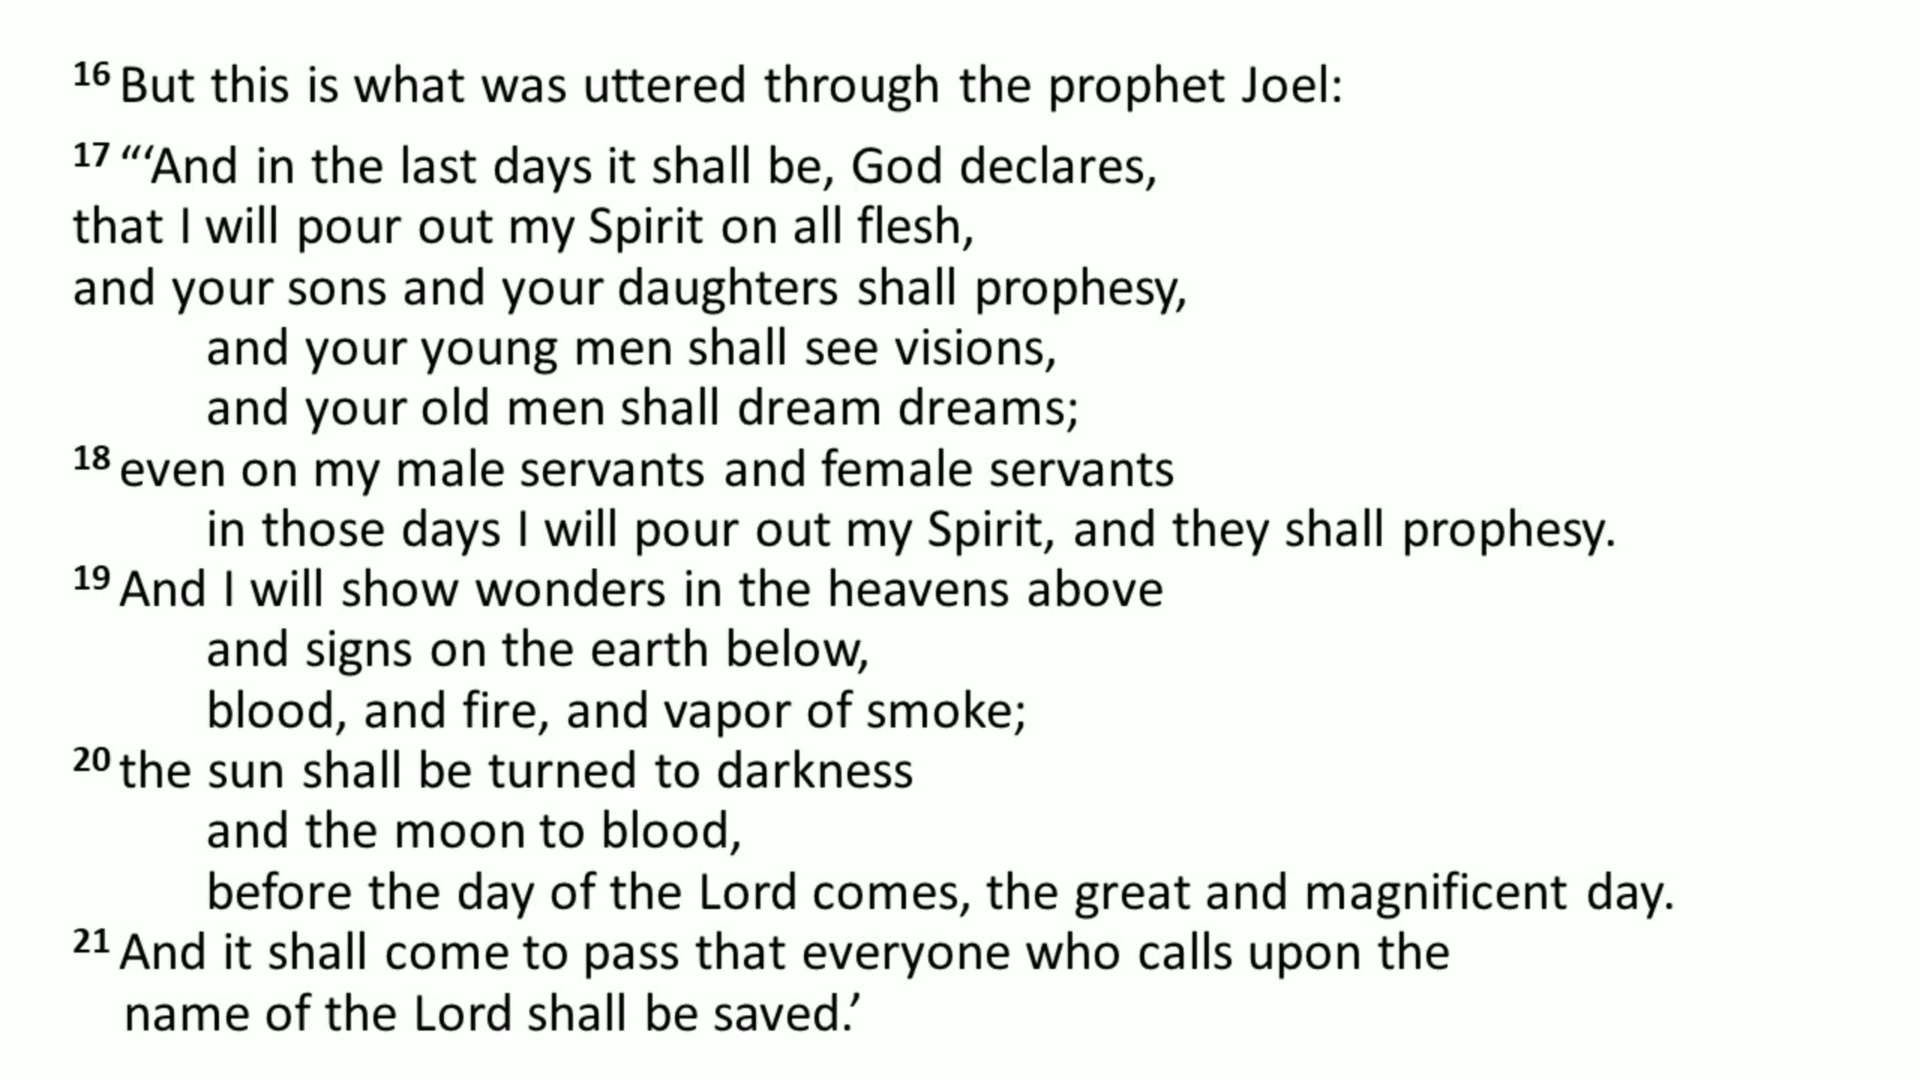 16 But this is what was uttered through the prophet Joel:
17 “‘And in the last days it shall be, God declares,
that I will pour out my Spirit on all flesh,
and your sons and your daughters shall prophesy,
and your young men shall see visions,
and your old men shall dream dreams;
18 even on my male servants and female servants
in those days I will pour out my Spirit, and they shall prophesy.
19 And I will show wonders in the heavens above
and signs on the earth below,
blood, and fire, and vapor of smoke;
20 the sun shall be turned to darkness
and the moon to blood,
before the day of the Lord comes, the great and magnificent day.
21 And it shall come to pass that everyone who calls upon the
name of the Lord shall be saved.’